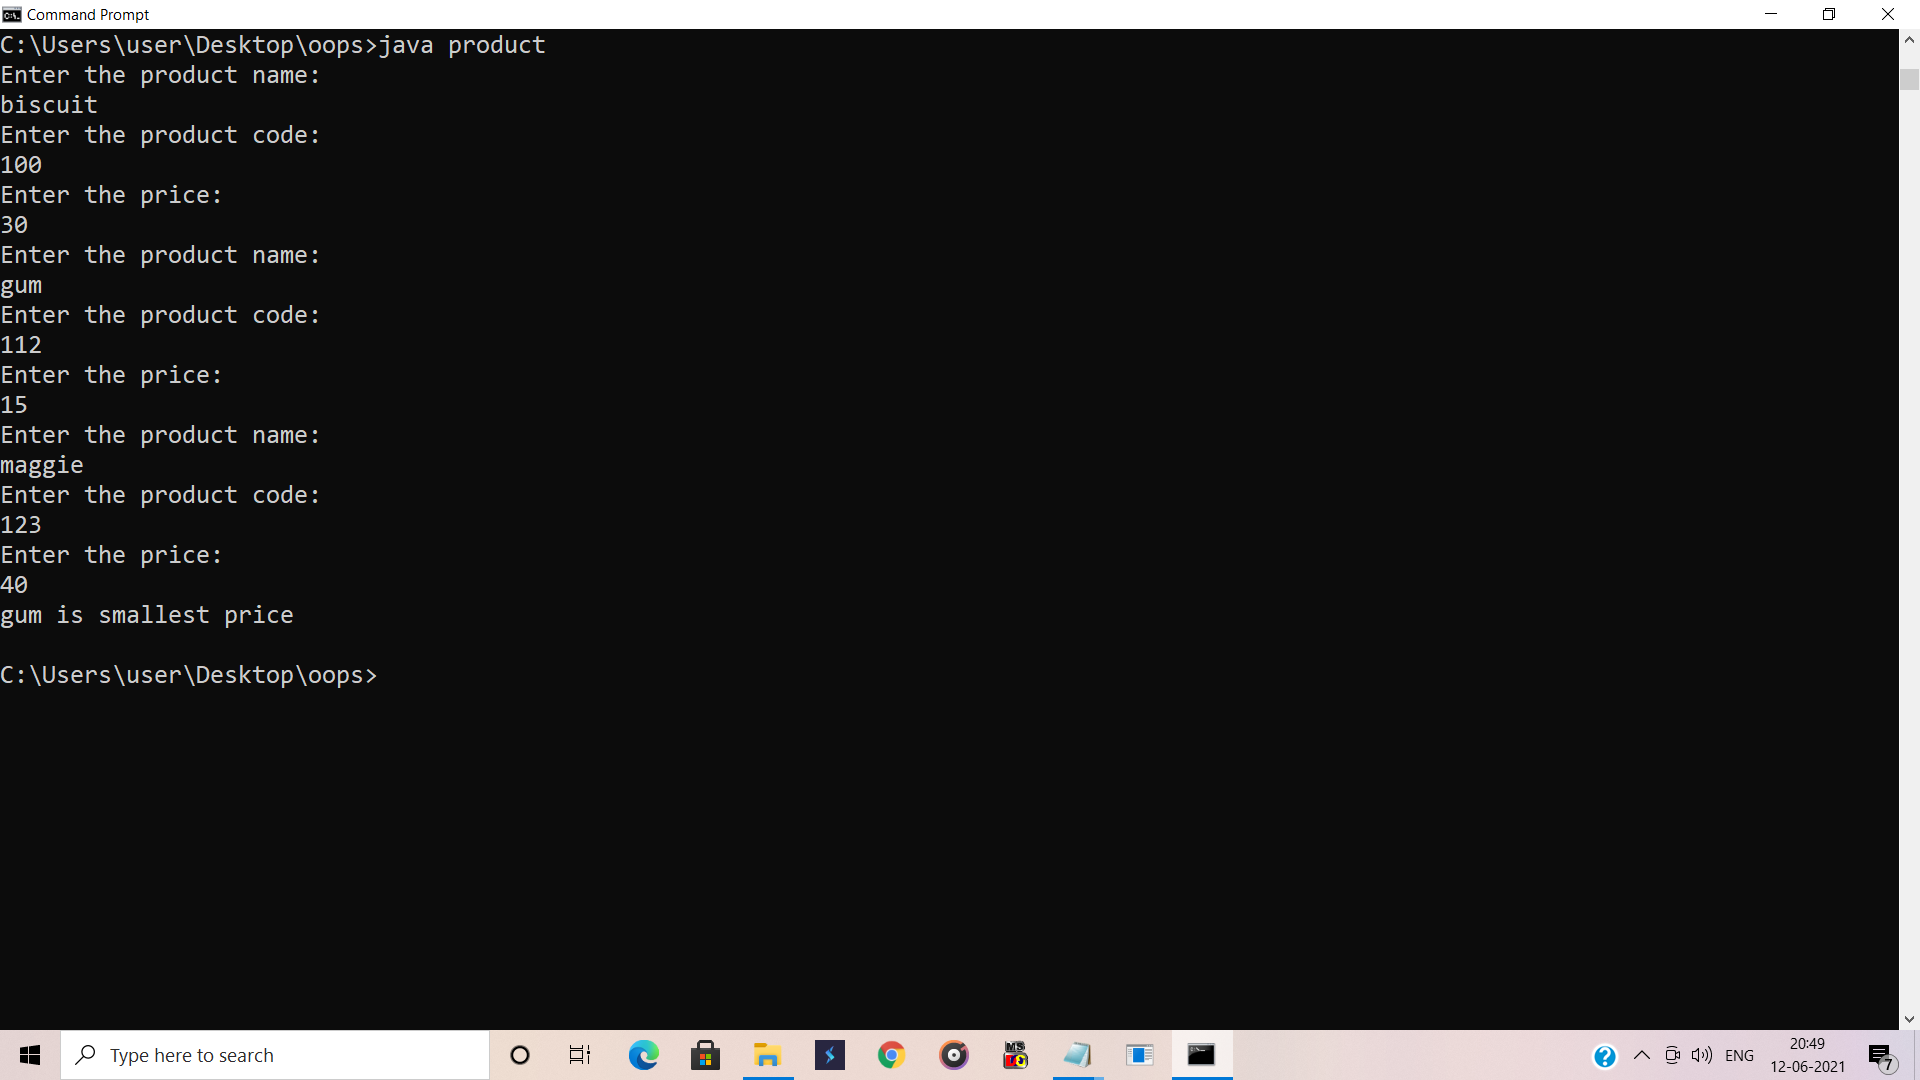 Command Prompt
C:\Users\user\Desktop\oops>java product
Enter the product name:
biscuit
Enter the product code:
100
Enter the price:
30
Enter the product name:
gum
Enter the product code:
112
Enter the price:
15
Enter the product name:
maggie
Enter the product code:
123
Enter the price:
40
gum is smallest price
C:\Users\user\Desktop\oops>
Type here to search
MS
ENG
20:49
12-06-2021
7